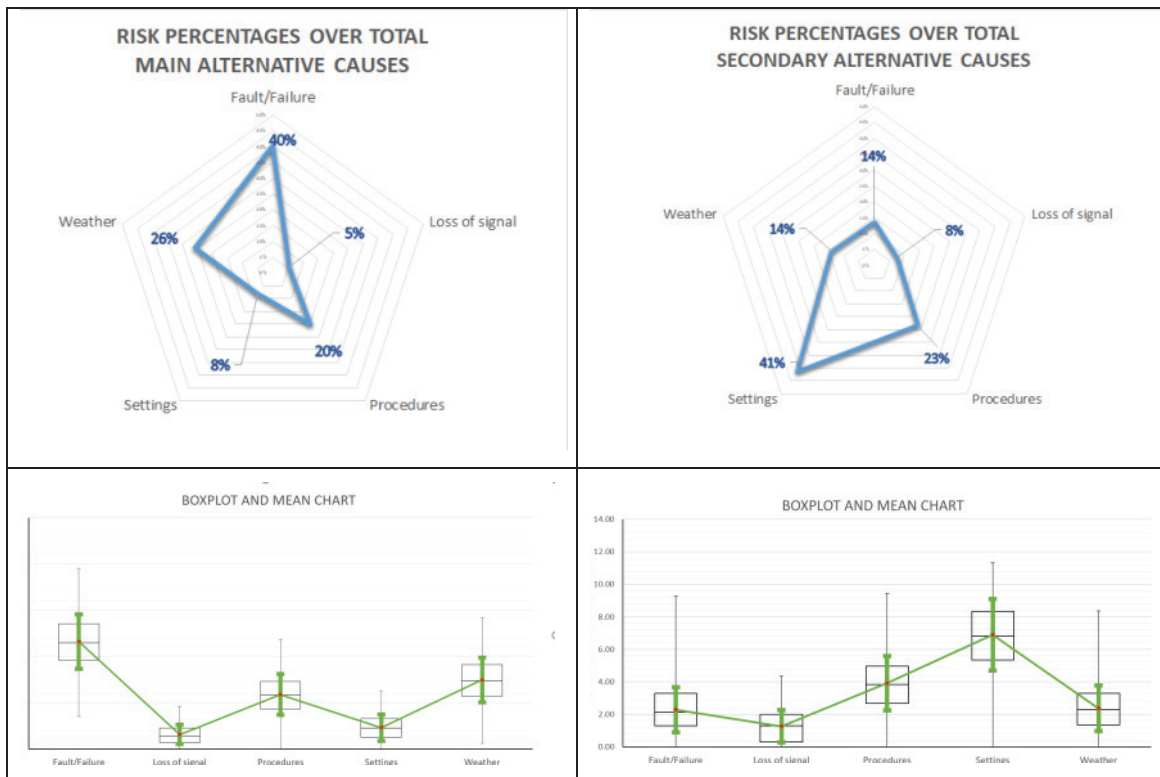 RISK PERCENTAGES OVER TOTAL
MAIN ALTERNATIVE CAUSES
Fault/Failure
40%
Weather
26%
5%
Loss of signal
8%
20%
Settings
Procedures
RISK PERCENTAGES OVER TOTAL
SECONDARY ALTERNATIVE CAUSES
Fault/Failure
14%
Weather
14%
8%
Loss of signal
41%
23%
Settings
Procedures
BOXPLOT AND MEAN CHART
Fault/Failure
Loss of signal
Procedures
Settines
Weather
BOXPLOT AND MEAN CHART
14.00
12.00
10.00
8.00
6.00
4.00
2.00
0.00
Fault/Failure
Loss of signal
Procedures
Settines
Weather